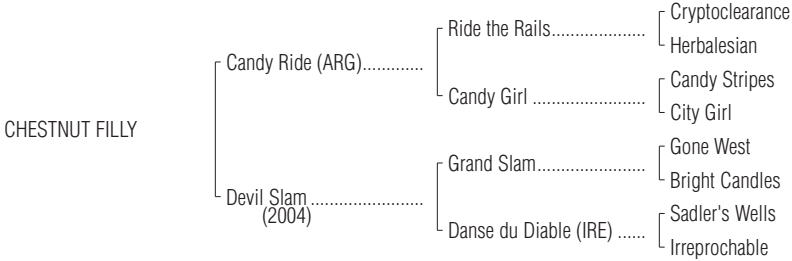 Cryptoclearance
Ride the Rails.....................
Herbalesian
Candy Ride (ARG).............
Candy Stripes
Candy Girl .........................
City Girl
CHESTNUT FILLY
Gone West
Grand Slam........................
Bright Candles
Devil Slam ........................
(2004)
Sadler's Wells
Danse du Diable (IRE) ......
Irreprochable